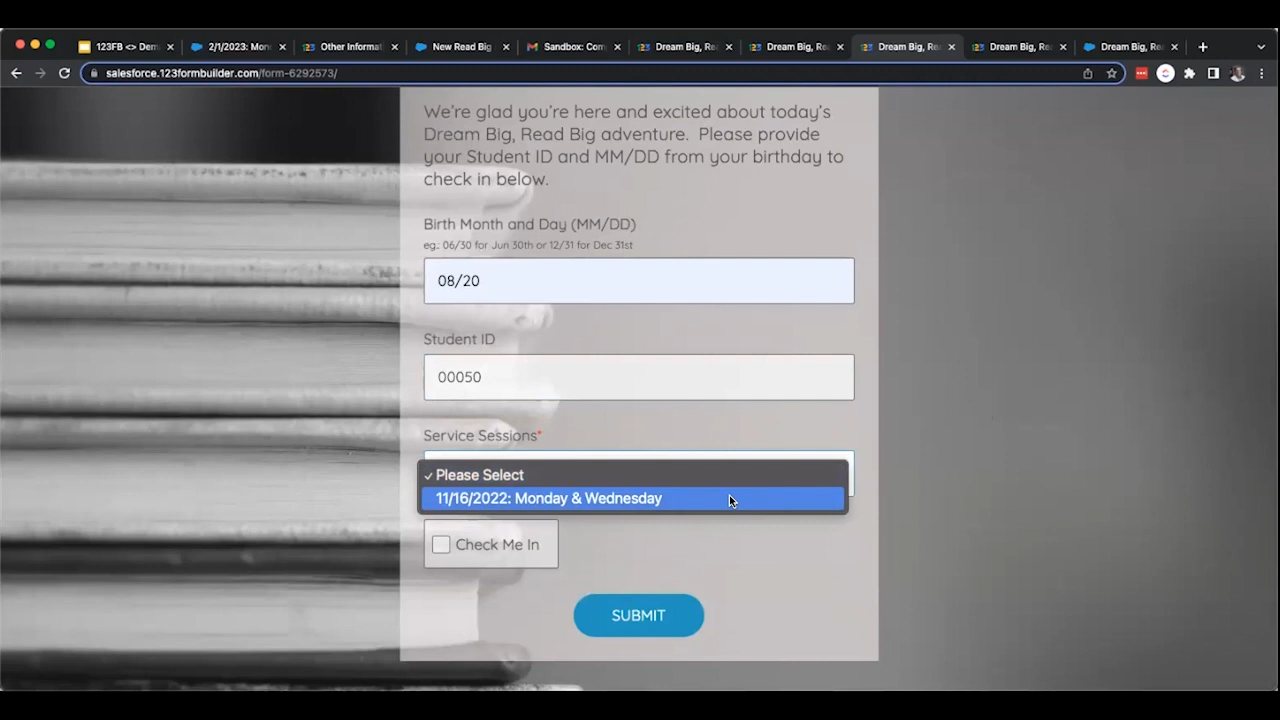 123FB <> Dem
2/1/2023: Mon
Other Informat
New Read Big
Sandbox: Con
Dream Big, Re
Dream Big, Re
Dream Big, Re
Dream Big, Re
Dream Big, Re
salesforce.123formbuilder.com/form-6292573/
We're glad you're here and excited about today's
Dream Big, Read Big adventure. Please provide
your Student ID and MM/DD from your birthday to
check in below.
Birth Month and Day (MM/DD)
eg.: 06/30 for Jun 30th or 12/31 for Dec 31st
08/20
Student ID
00050
Service Sessions*
✓ Please Select
11/16/2022: Monday & Wednesday
Check Me In
SUBMIT